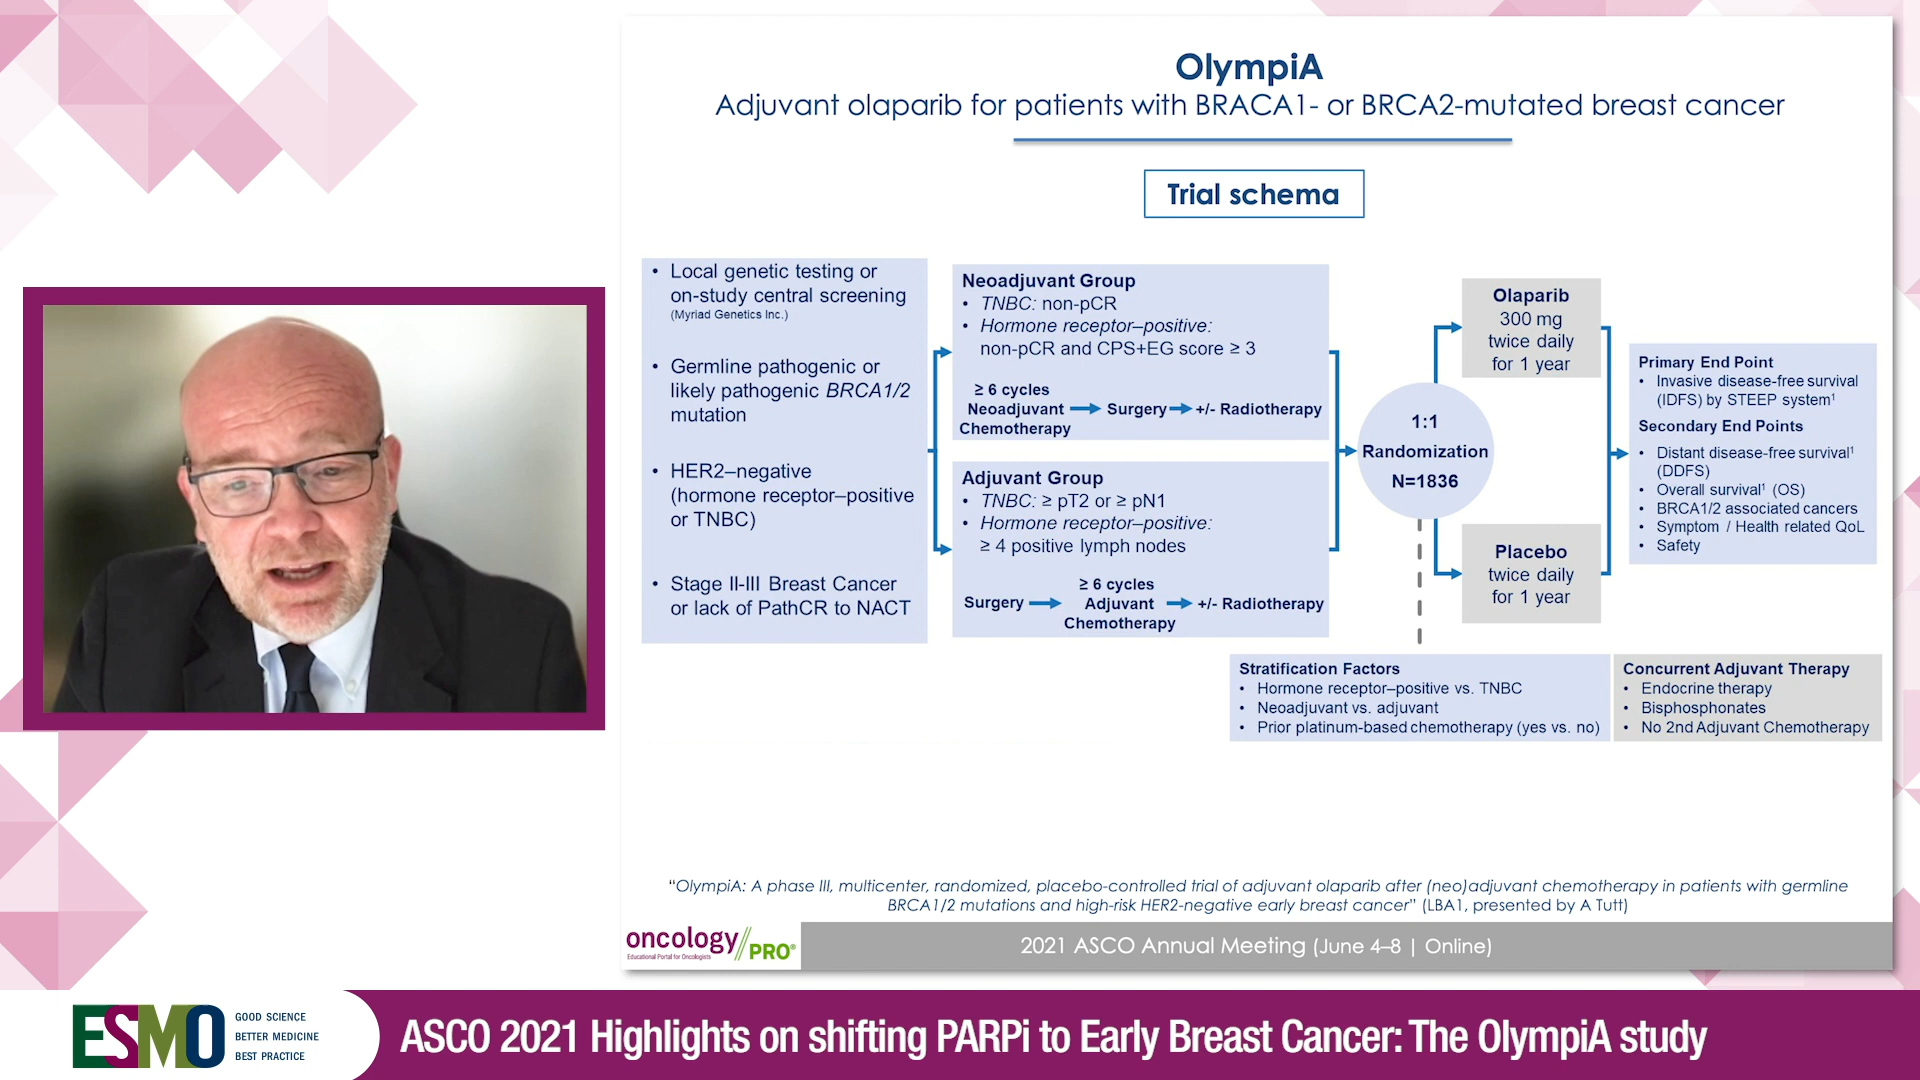 OlympiA
Adjuvant olaparib for patients with BRACA1- or BRCA2-mutated breast cancer
Trial schema
• Local genetic testing or
on-study central screening
(Myriad Genetics Inc.)
• Germline pathogenic or
likely pathogenic BRCA1/2
mutation
• HER2–negative
(hormone receptor–positive
or TNBC)
• Stage II-III Breast Cancer
or lack of PathCR to NACT
Neoadjuvant Group
• TNBC: non-pCR
• Hormone receptor–positive:
non-pCR and CPS+EG score ≥ 3
≥ 6 cycles
Neoadjuvant
Chemotherapy
Surgery
+/- Radiotherapy
Adjuvant Group
• TNBC: ≥ pT2 or ≥ pN1
• Hormone receptor–positive:
≥ 4 positive lymph nodes
Surgery
≥ 6 cycles
Adjuvant
Chemotherapy
+/- Radiotherapy
1:1
Randomization
N=1836
Olaparib
300 mg
twice daily
for 1 year
Placebo
twice daily
for 1 year
Primary End Point
• Invasive disease-free survival
(IDFS) by STEEP system¹
Secondary End Points
• Distant disease-free survival¹
(DDFS)
• Overall survival¹ (OS)
• BRCA1/2 associated cancers
• Symptom / Health related QoL
• Safety
Stratification Factors
• Hormone receptor–positive vs. TNBC
• Neoadjuvant vs. adjuvant
• Prior platinum-based chemotherapy (yes vs. no)
Concurrent Adjuvant Therapy
• Endocrine therapy
• Bisphosphonates
• No 2nd Adjuvant Chemotherapy
"OlympiA: A phase III, multicenter, randomized, placebo-controlled trial of adjuvant olaparib after (neo)adjuvant chemotherapy in patients with germline
BRCA1/2 mutations and high-risk HER2-negative early breast cancer" (LBA1, presented by A Tutt)
oncology//PRO®
Educational Portal for Oncologists
2021 ASCO Annual Meeting (June 4–8 | Online)
ESMO
GOOD SCIENCE
BETTER MEDICINE
BEST PRACTICE
ASCO 2021 Highlights on shifting PARPi to Early Breast Cancer: The OlympiA study